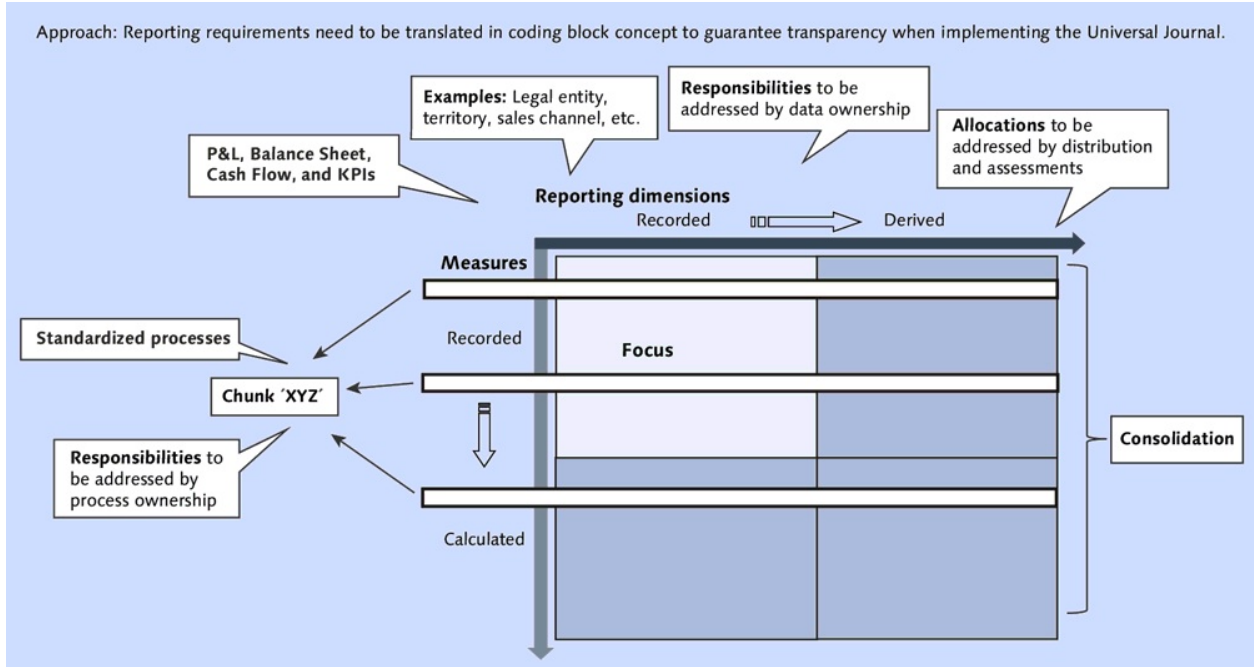 Approach: Reporting requirements need to be translated in coding block concept to guarantee transparency when implementing the Universal Journal.
Examples: Legal entity,
territory, sales channel, etc.
Responsibilities to be
addressed by data ownership
Allocations to be
addressed by distribution
and assessments
P&L, Balance Sheet,
Cash Flow, and KPIs
Reporting dimensions
Recorded
Derived
Measures
Recorded
Focus
Standardized processes
Chunk ´XYZ´
Responsibilities to
be addressed by
process ownership
Calculated
Consolidation